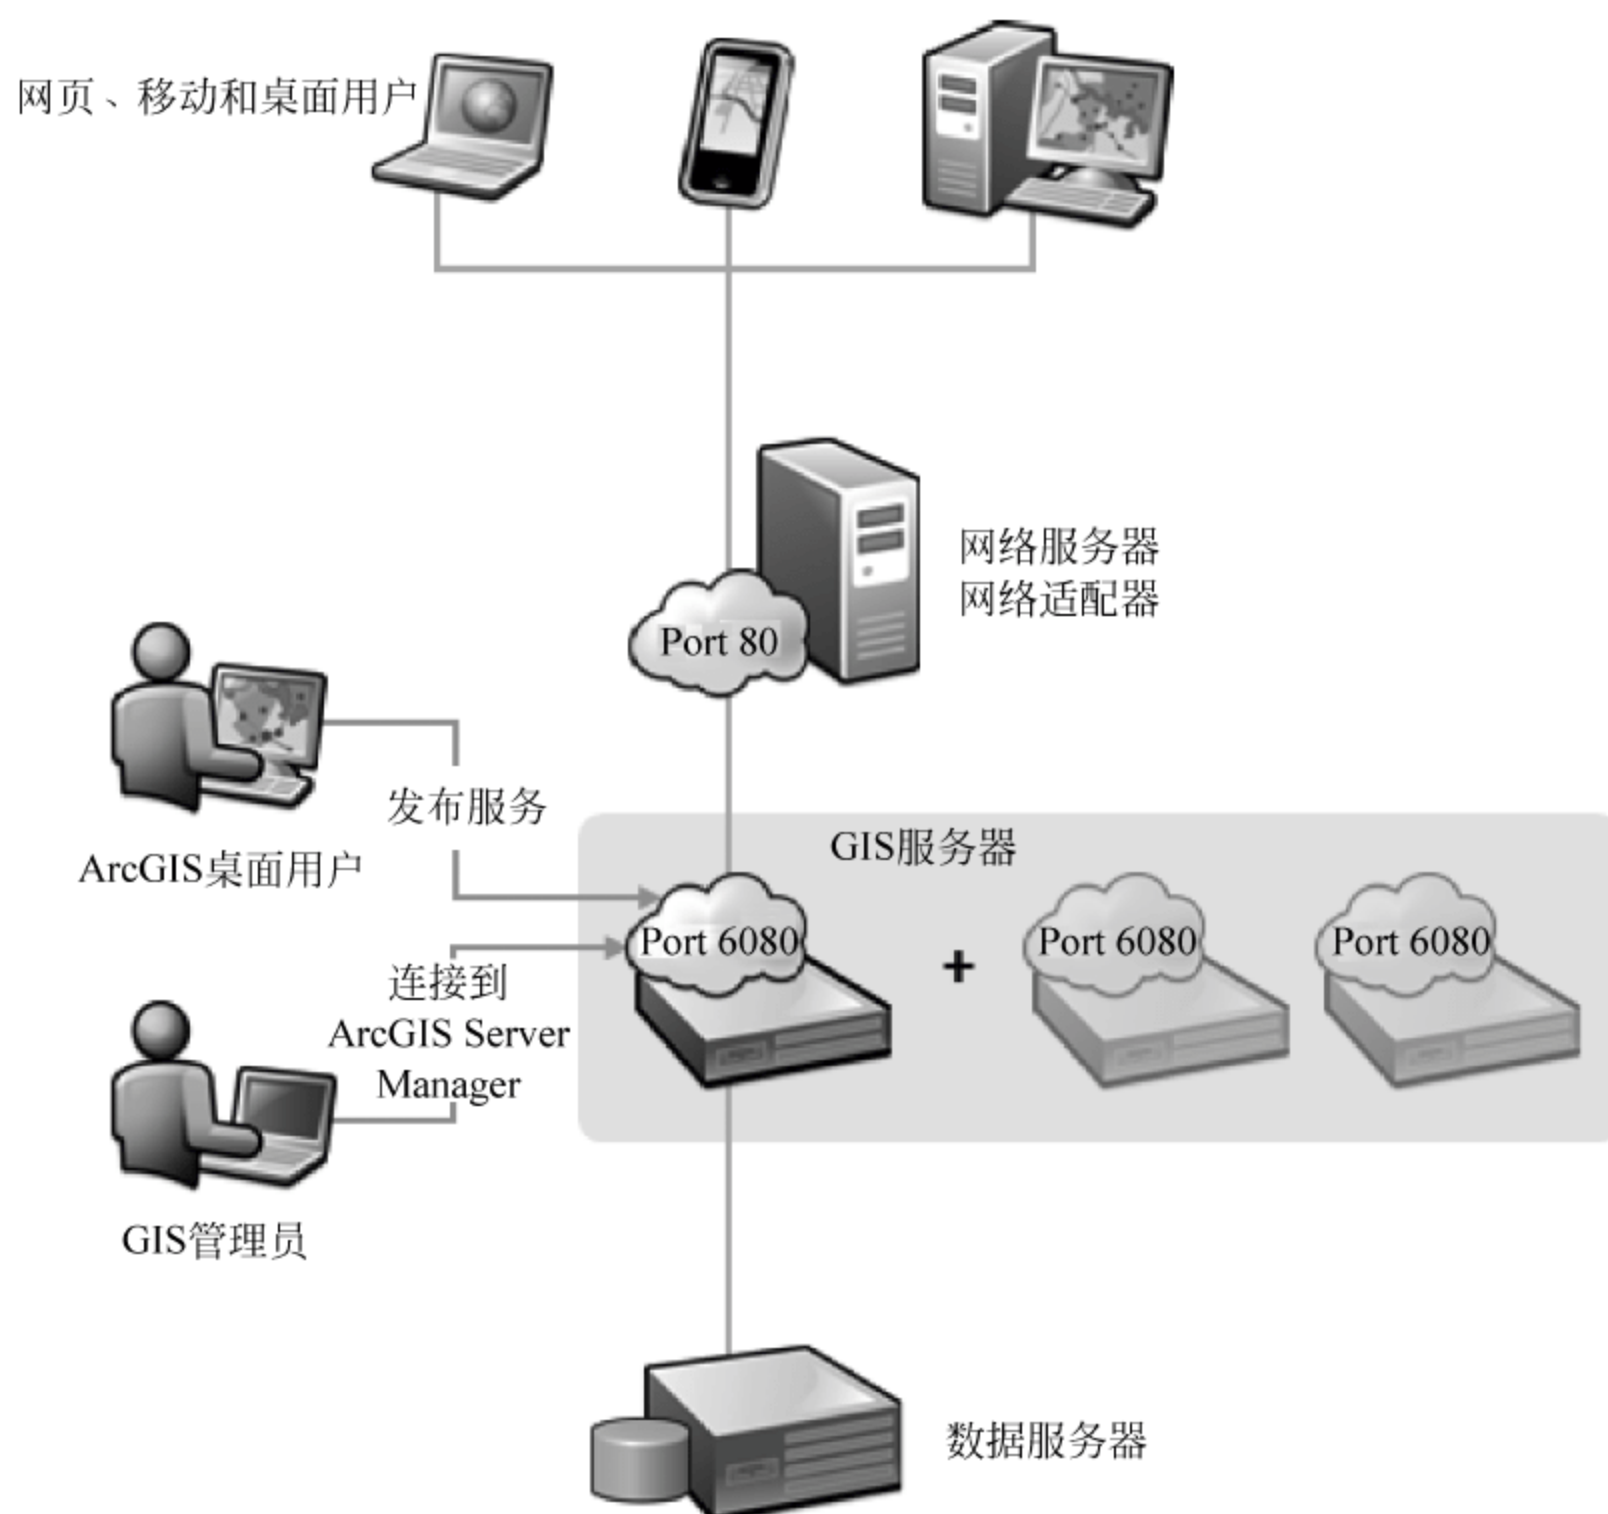 网页、移动和桌面用户
网络服务器
网络适配器
Port 80
发布服务
ArcGIS桌面用户
GIS服务器
Port 6080
+
Port 6080
Port 6080
连接到
ArcGIS Server
Manager
GIS管理员
数据服务器